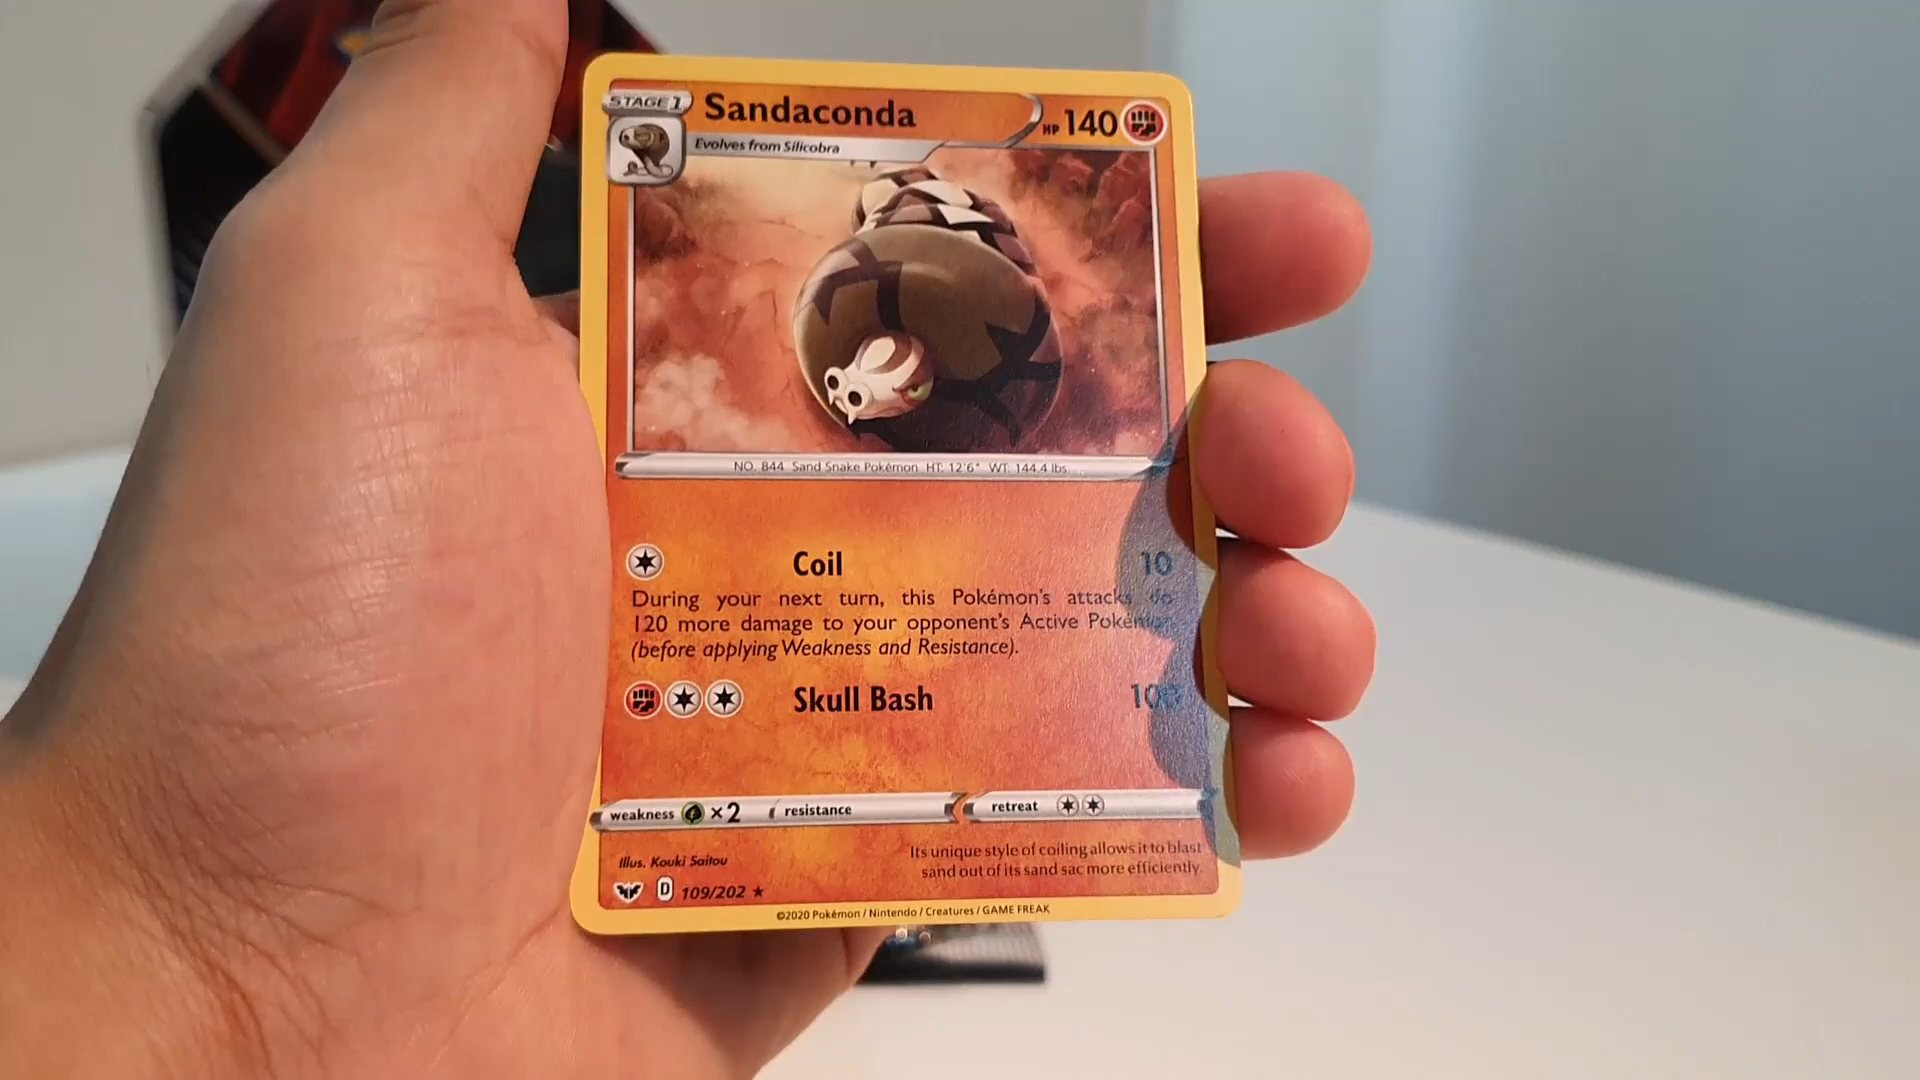 STAGE 1
Sandaconda
HP 140
Evolves from Silicobra
NO. 844 Sand Snake Pokémon HT: 12'6" WT: 144.4 lbs.
Coil 10
During your next turn, this Pokémon's attacks do
120 more damage to your opponent's Active Pokémon
(before applying Weakness and Resistance).
Skull Bash 100
weakness ×2 resistance retreat
Illus. Kouki Saitou
Its unique style of coiling allows it to blast
sand out of its sand sac more efficiently.
D 109/202 ★
©2020 Pokémon / Nintendo / Creatures / GAME FREAK